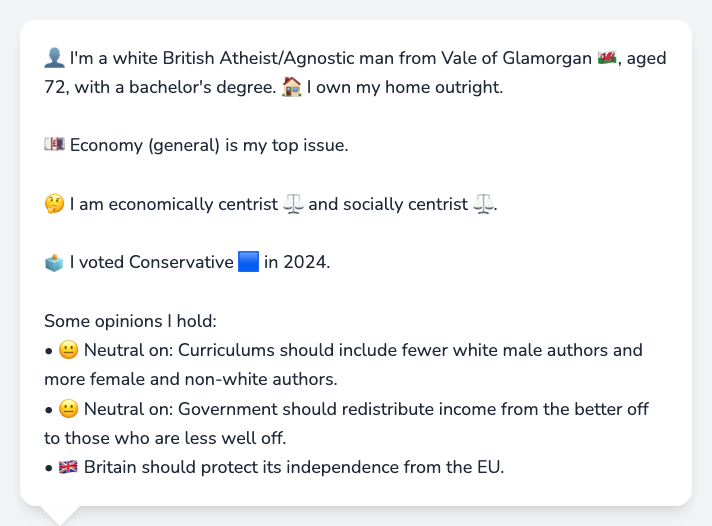 👤 I'm a white British Atheist/Agnostic man from Vale of Glamorgan 🏴󠁧󠁢󠁷󠁬󠁳󠁿, aged
72, with a bachelor's degree. 🏠 I own my home outright.
💷 Economy (general) is my top issue.
🤔 I am economically centrist ⚖️ and socially centrist ⚖️.
🗳️ I voted Conservative 🟦 in 2024.
Some opinions I hold:
• 😐 Neutral on: Curriculums should include fewer white male authors and
more female and non-white authors.
• 😐 Neutral on: Government should redistribute income from the better off
to those who are less well off.
• 🇬🇧 Britain should protect its independence from the EU.